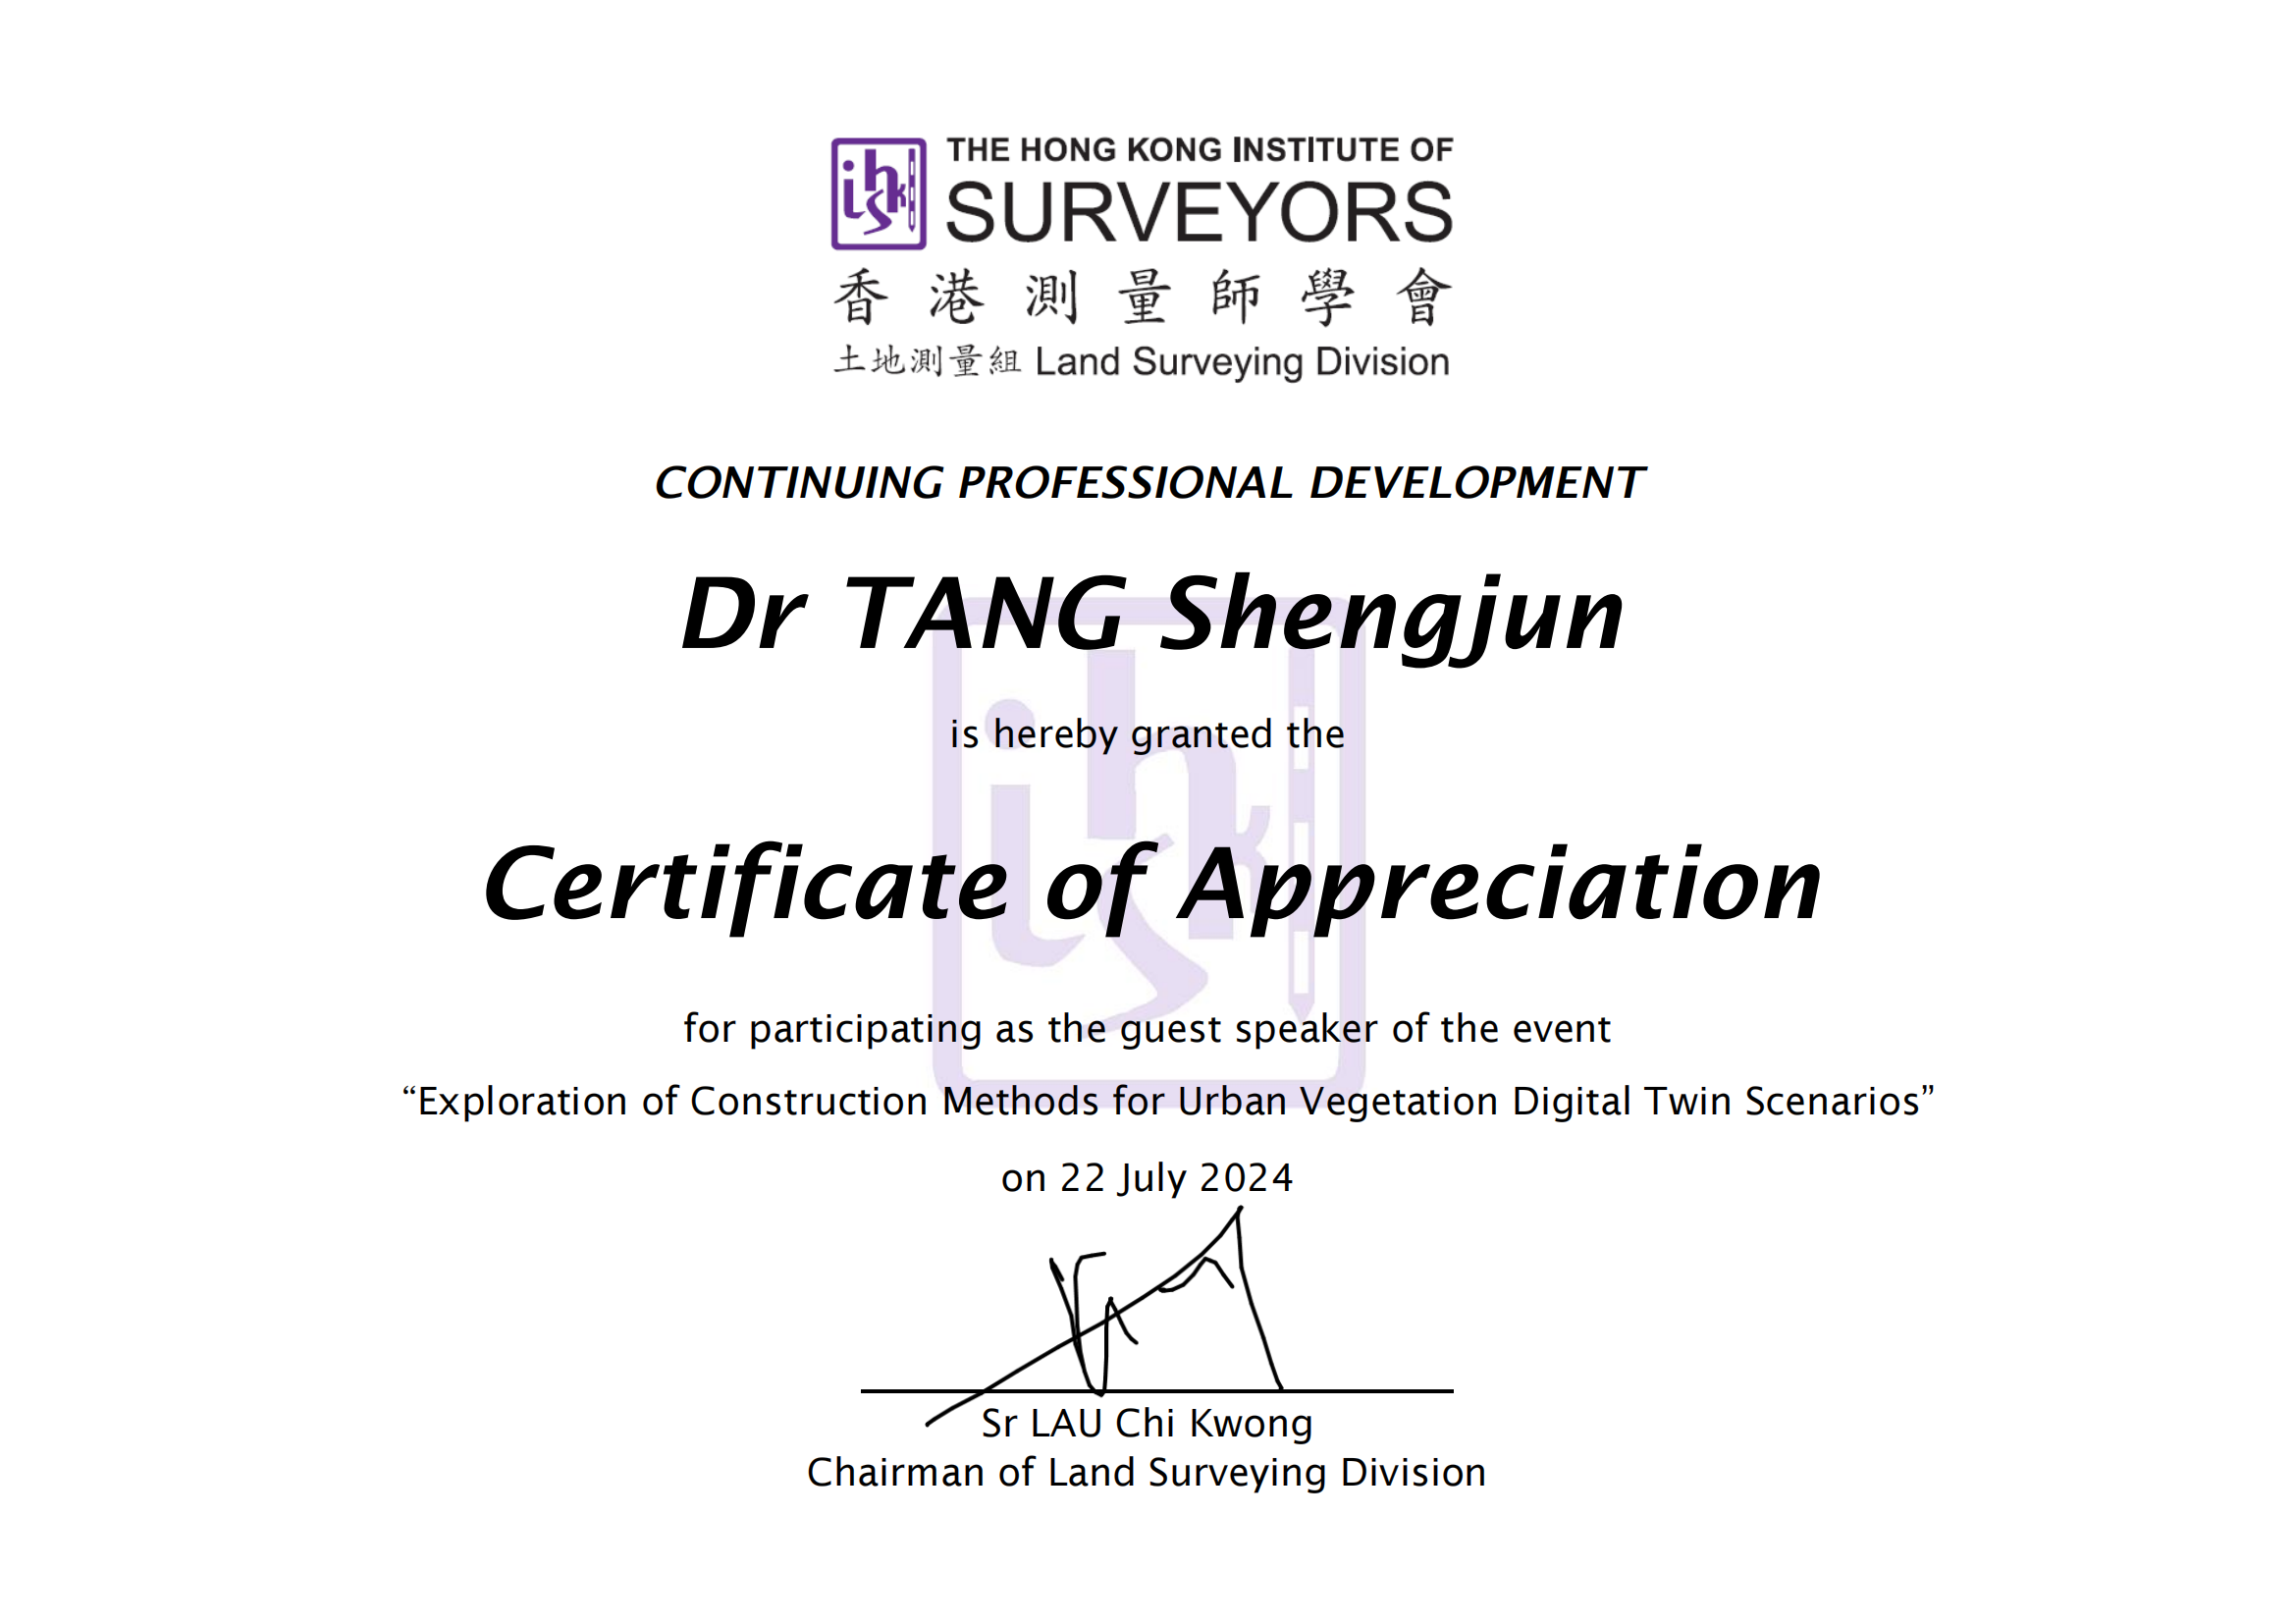 THE HONG KONG INSTITUTE OF
SURVEYORS
香港測量師學會
土地測量組 Land Surveying Division
CONTINUING PROFESSIONAL DEVELOPMENT
Dr TANG Shengjun
is hereby granted the
Certificate of Appreciation
for participating as the guest speaker of the event
“Exploration of Construction Methods for Urban Vegetation Digital Twin Scenarios”
on 22 July 2024
Sr LAU Chi Kwong
Chairman of Land Surveying Division